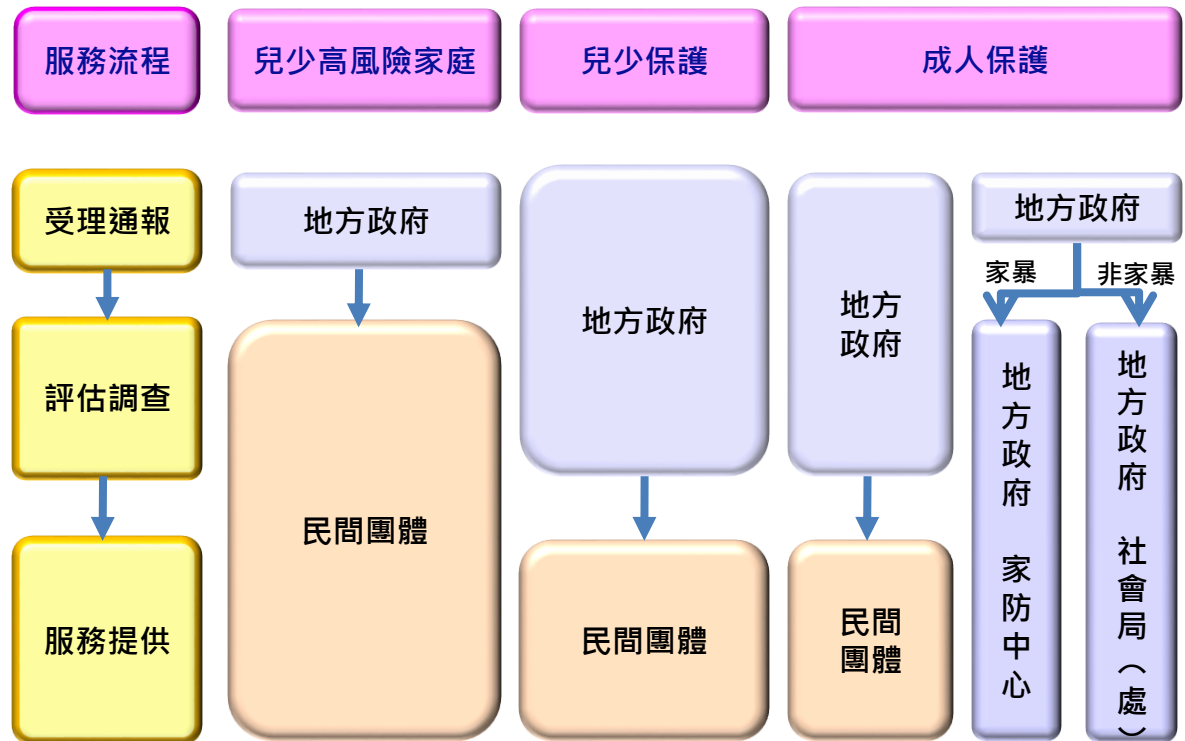 服務流程
兒少高風險家庭
兒少保護
成人保護
受理通報
地方政府
地方政府
家暴
非家暴
地方政府
地方
政府
評估調查
民間團體
地方政府 家防中心
地方政府 社會局（處）
服務提供
民間團體
民間
團體